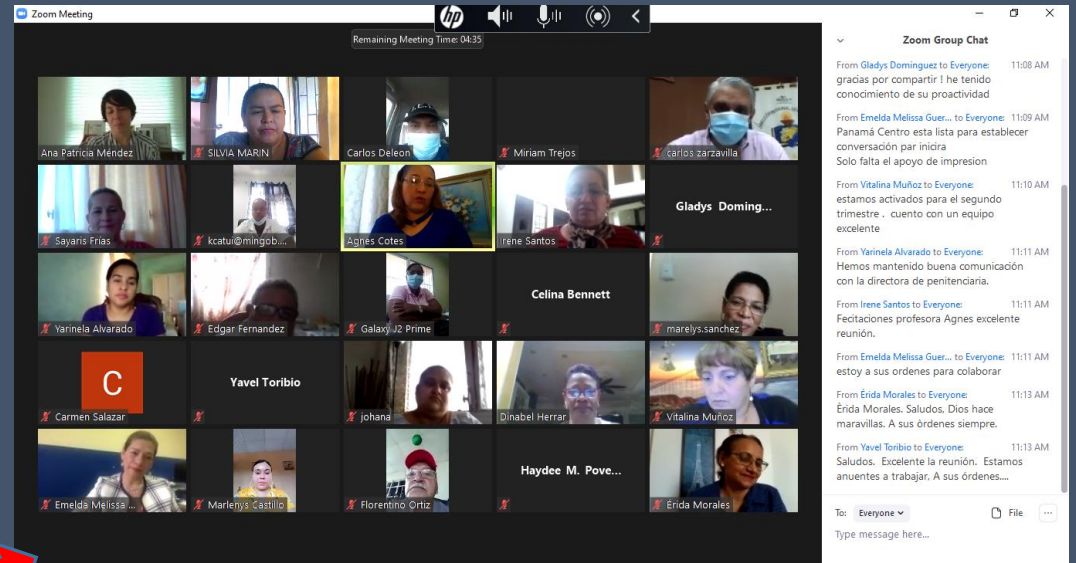 Zoom Meeting
hp
Remaining Meeting Time: 04:35
Ana Patricia Méndez
SILVIA MARIN
Carlos Deleon
Miriam Trejos
carlos zarzavilla
Sayaris Frías
kcatui@mingob....
Agnes Cotes
Irene Santos
Gladys Doming...
Yarinela Alvarado
Edgar Fernandez
Galaxy J2 Prime
Celina Bennett
marelys.sanchez
C
Carmen Salazar
Yavel Toribio
johana
Dinabel Herrar
Vitalina Muñoz
Emelda Melissa ...
Marlenys Castillo
Florentino Ortiz
Haydee M. Pove...
Érida Morales
Zoom Group Chat
From Gladys Dominguez to Everyone: 11:08 AM
gracias por compartir ! he tenido
conocimiento de su proactividad
From Emelda Melissa Guer... to Everyone: 11:09 AM
Panamá Centro esta lista para establecer
conversación par inicira
Solo falta el apoyo de impresion
From Vitalina Muñoz to Everyone: 11:10 AM
estamos activados para el segundo
trimestre . cuento con un equipo
excelente
From Yarinela Alvarado to Everyone: 11:11 AM
Hemos mantenido buena comunicación
con la directora de penitenciaria.
From Irene Santos to Everyone: 11:11 AM
Fecitaciones profesora Agnes excelente
reunión.
From Emelda Melissa Guer... to Everyone: 11:11 AM
estoy a sus ordenes para colaborar
From Érida Morales to Everyone: 11:13 AM
Èrida Morales. Saludos, Dios hace
maravillas. A sus òrdenes siempre.
From Yavel Toribio to Everyone: 11:13 AM
Saludos. Excelente la reunión. Estamos
anuentes a trabajar, A sus órdenes....
To: Everyone
File
...
Type message here...